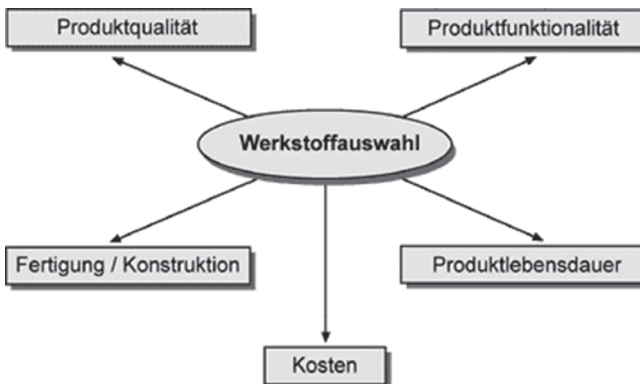 Produktqualität
Produktfunktionalität
Werkstoffauswahl
Fertigung / Konstruktion
Produktlebensdauer
Kosten